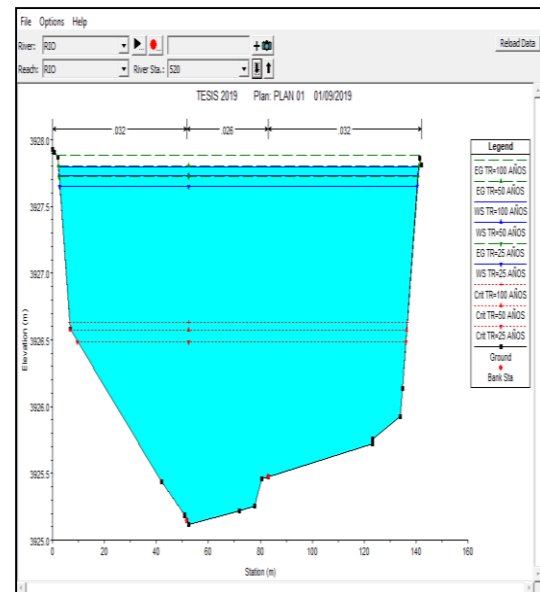 File Options Help
River: RIO
Reload Data
Reach: RIO River Sta.: 520
TESIS 2019 Plan: PLAN 01 01/09/2019
.032 .026 .032
Legend
EG TR=100 AÑOS
EG TR=50 AÑOS
WS TR=100 AÑOS
WS TR=50 AÑOS
EG TR=25 AÑOS
WS TR=25 AÑOS
Crit TR=100 AÑOS
Crit TR=50 AÑOS
Crit TR=25 AÑOS
Ground
Bank Sta
3928.0
3927.5
3927.0
3926.5
3926.0
3925.5
3925.0
Elevation (m)
0 20 40 60 80 100 120 140 160
Station (m)